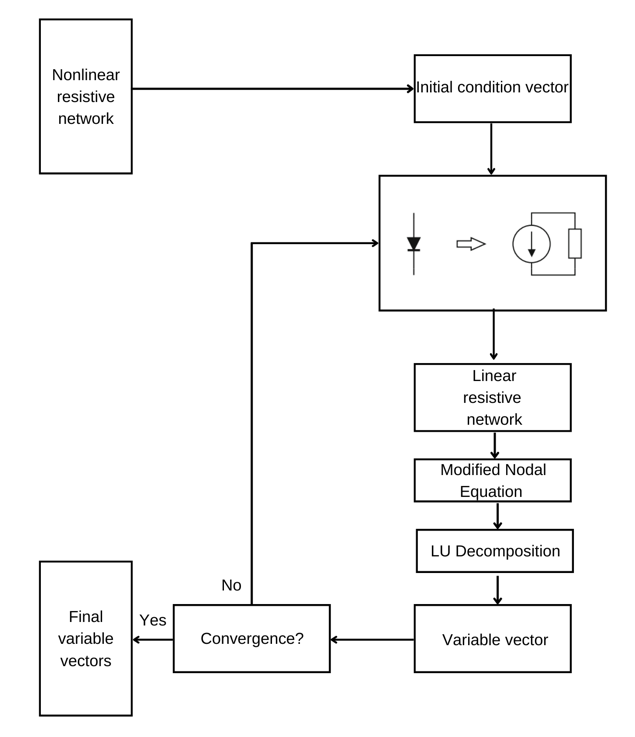 Nonlinear
resistive
network
Initial condition vector
Linear
resistive
network
Modified Nodal
Equation
LU Decomposition
Variable vector
Convergence?
No
Yes
Final
variable
vectors